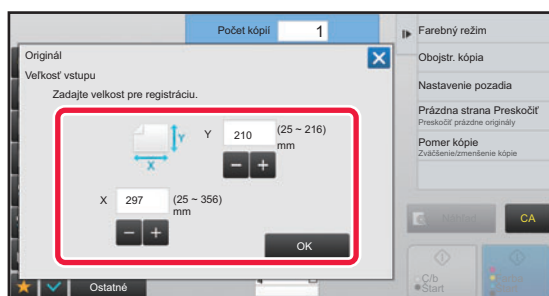 Počet kópií 1
Originál
Veľkosť vstupu
Zadajte velkost pre registráciu.
Y
X
Y 210 (25 ~ 216)
mm
X 297 (25 ~ 356)
mm
OK
Ostatné
Farebný režim
Obojstr. kópia
Nastavenie pozadia
Prázdna strana Preskočiť
Preskočiť prázdne originály
Pomer kópie
Zväčšenie/zmenšenie kópie
CA
C/b
Štart